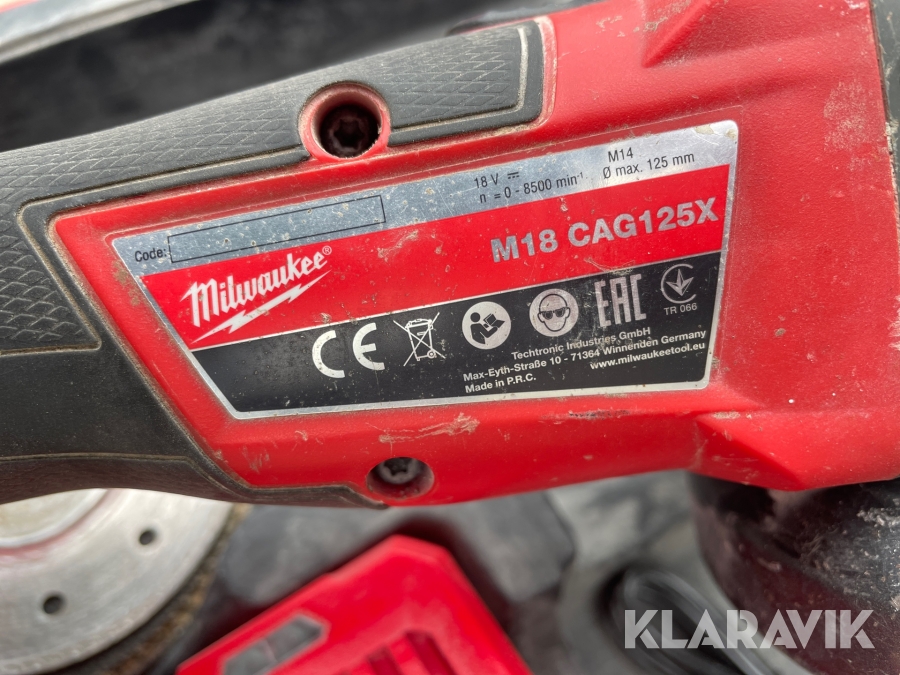 18 V
n = 0 - 8500 min⁻¹
M14
Ø max. 125 mm
Code:
M18 CAG125X
Milwaukee®
CE
EAC
TR 066
Techtronic Industries GmbH
Max-Eyth-Straße 10 - 71364 Winnenden Germany
Made in P.R.C.
www.milwaukeetool.eu
KLARAVIK